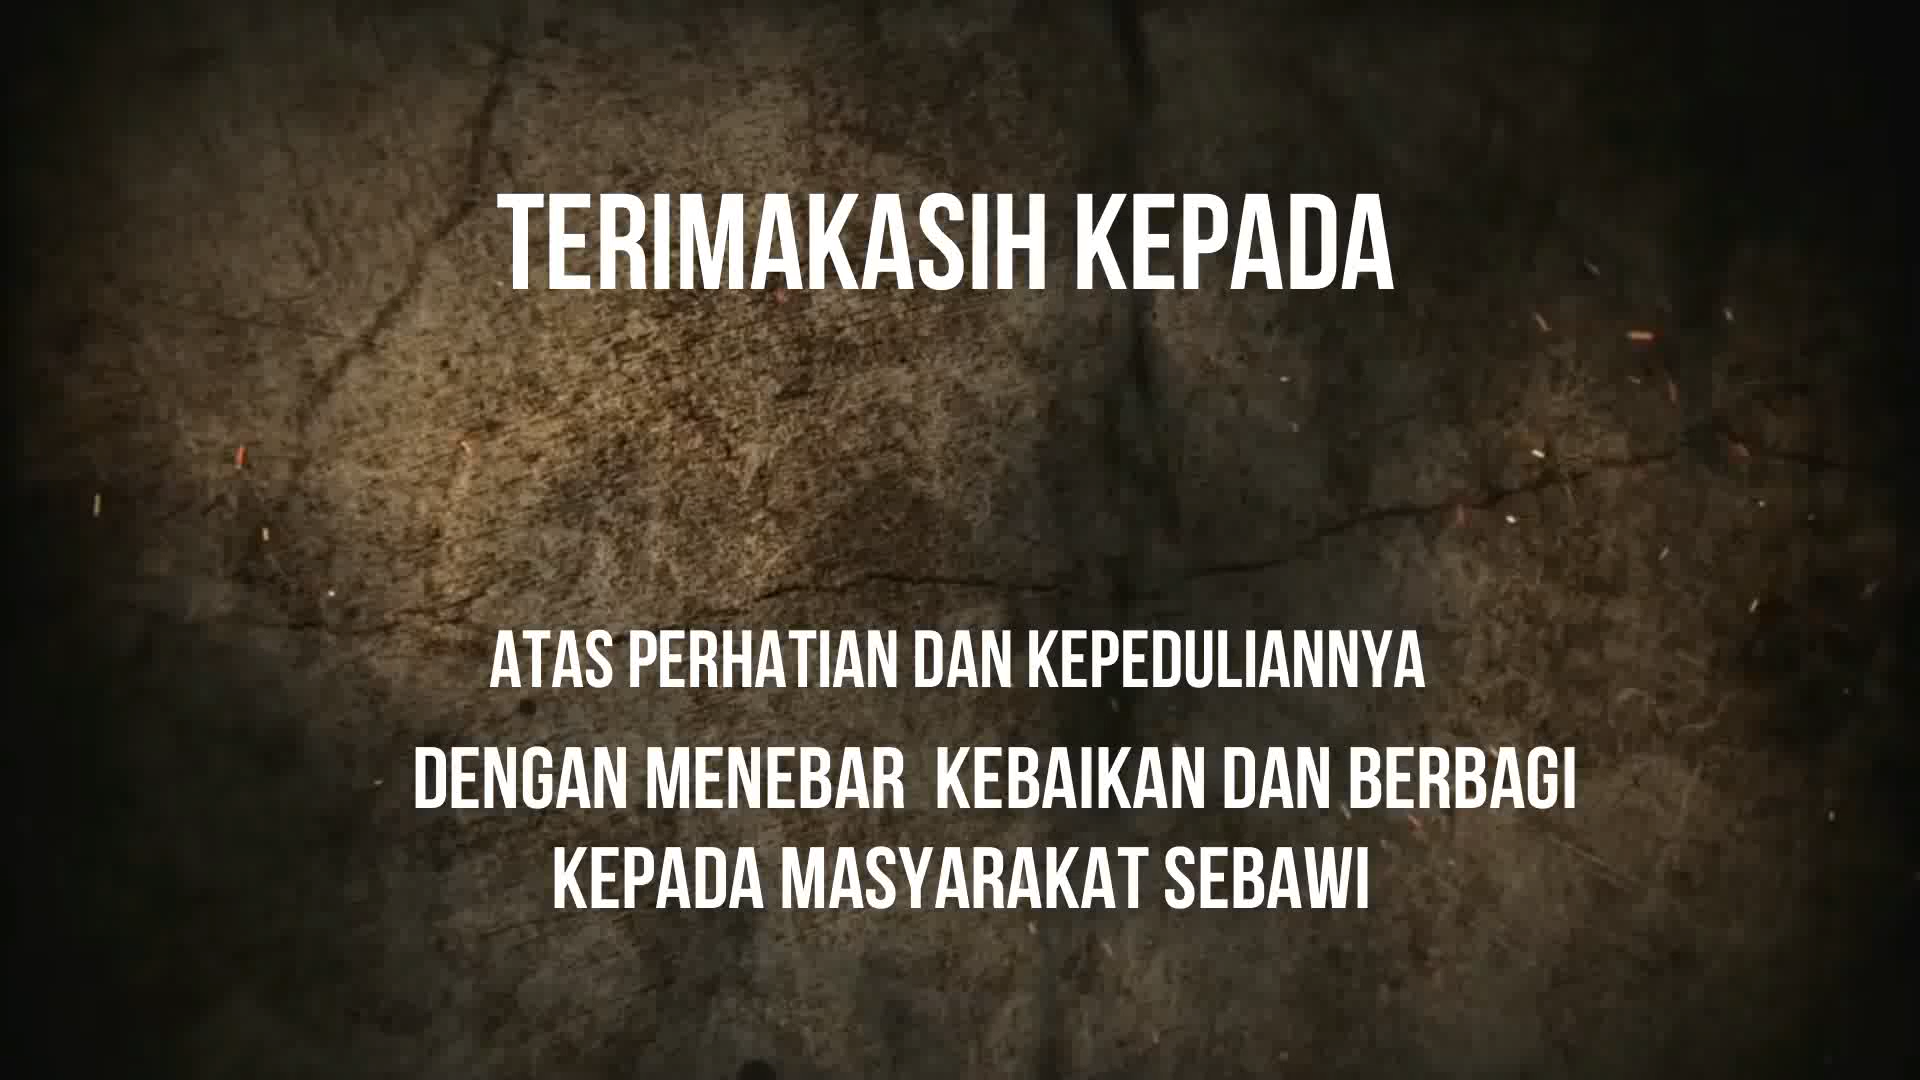 TERIMAKASIH KEPADA
ATAS PERHATIAN DAN KEPEDULIANNYA
DENGAN MENEBAR  KEBAIKAN DAN BERBAGI
KEPADA MASYARAKAT SEBAWI